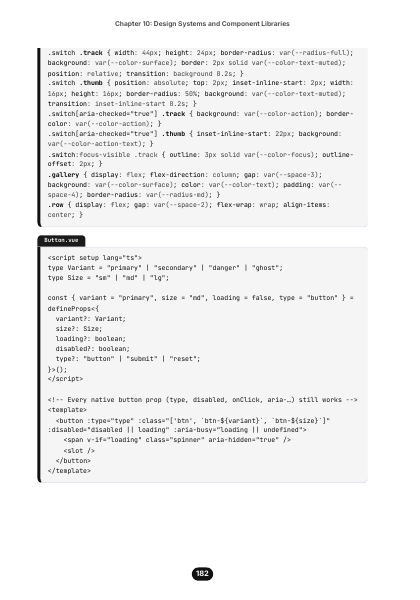 Chapter 10: Design Systems and Component Libraries
.switch .track { width: 44px; height: 24px; border-radius: var(--radius-full);
background: var(--color-surface); border: 2px solid var(--color-text-muted);
position: relative; transition: background 0.2s; }
.switch .thumb { position: absolute; top: 2px; inset-inline-start: 2px; width:
16px; height: 16px; border-radius: 50%; background: var(--color-text-muted);
transition: inset-inline-start 0.2s; }
.switch[aria-checked="true"] .track { background: var(--color-action); border-
color: var(--color-action); }
.switch[aria-checked="true"] .thumb { inset-inline-start: 22px; background:
var(--color-action-text); }
.switch:focus-visible .track { outline: 3px solid var(--color-focus); outline-
offset: 2px; }
.gallery { display: flex; flex-direction: column; gap: var(--space-3);
background: var(--color-surface); color: var(--color-text); padding: var(--
space-4); border-radius: var(--radius-md); }
.row { display: flex; gap: var(--space-2); flex-wrap: wrap; align-items:
center; }
Button.vue
<script setup lang="ts">
type Variant = "primary" | "secondary" | "danger" | "ghost";
type Size = "sm" | "md" | "lg";
const { variant = "primary", size = "md", loading = false, type = "button" } =
defineProps<{
variant?: Variant;
size?: Size;
loading?: boolean;
disabled?: boolean;
type?: "button" | "submit" | "reset";
}>();
</script>
<!-- Every native button prop (type, disabled, onClick, aria-…) still works -->
<template>
<button :type="type" :class="['btn', `btn-${variant}`, `btn-${size}`]"
:disabled="disabled || loading" :aria-busy="loading || undefined">
<span v-if="loading" class="spinner" aria-hidden="true" />
<slot />
</button>
</template>
182